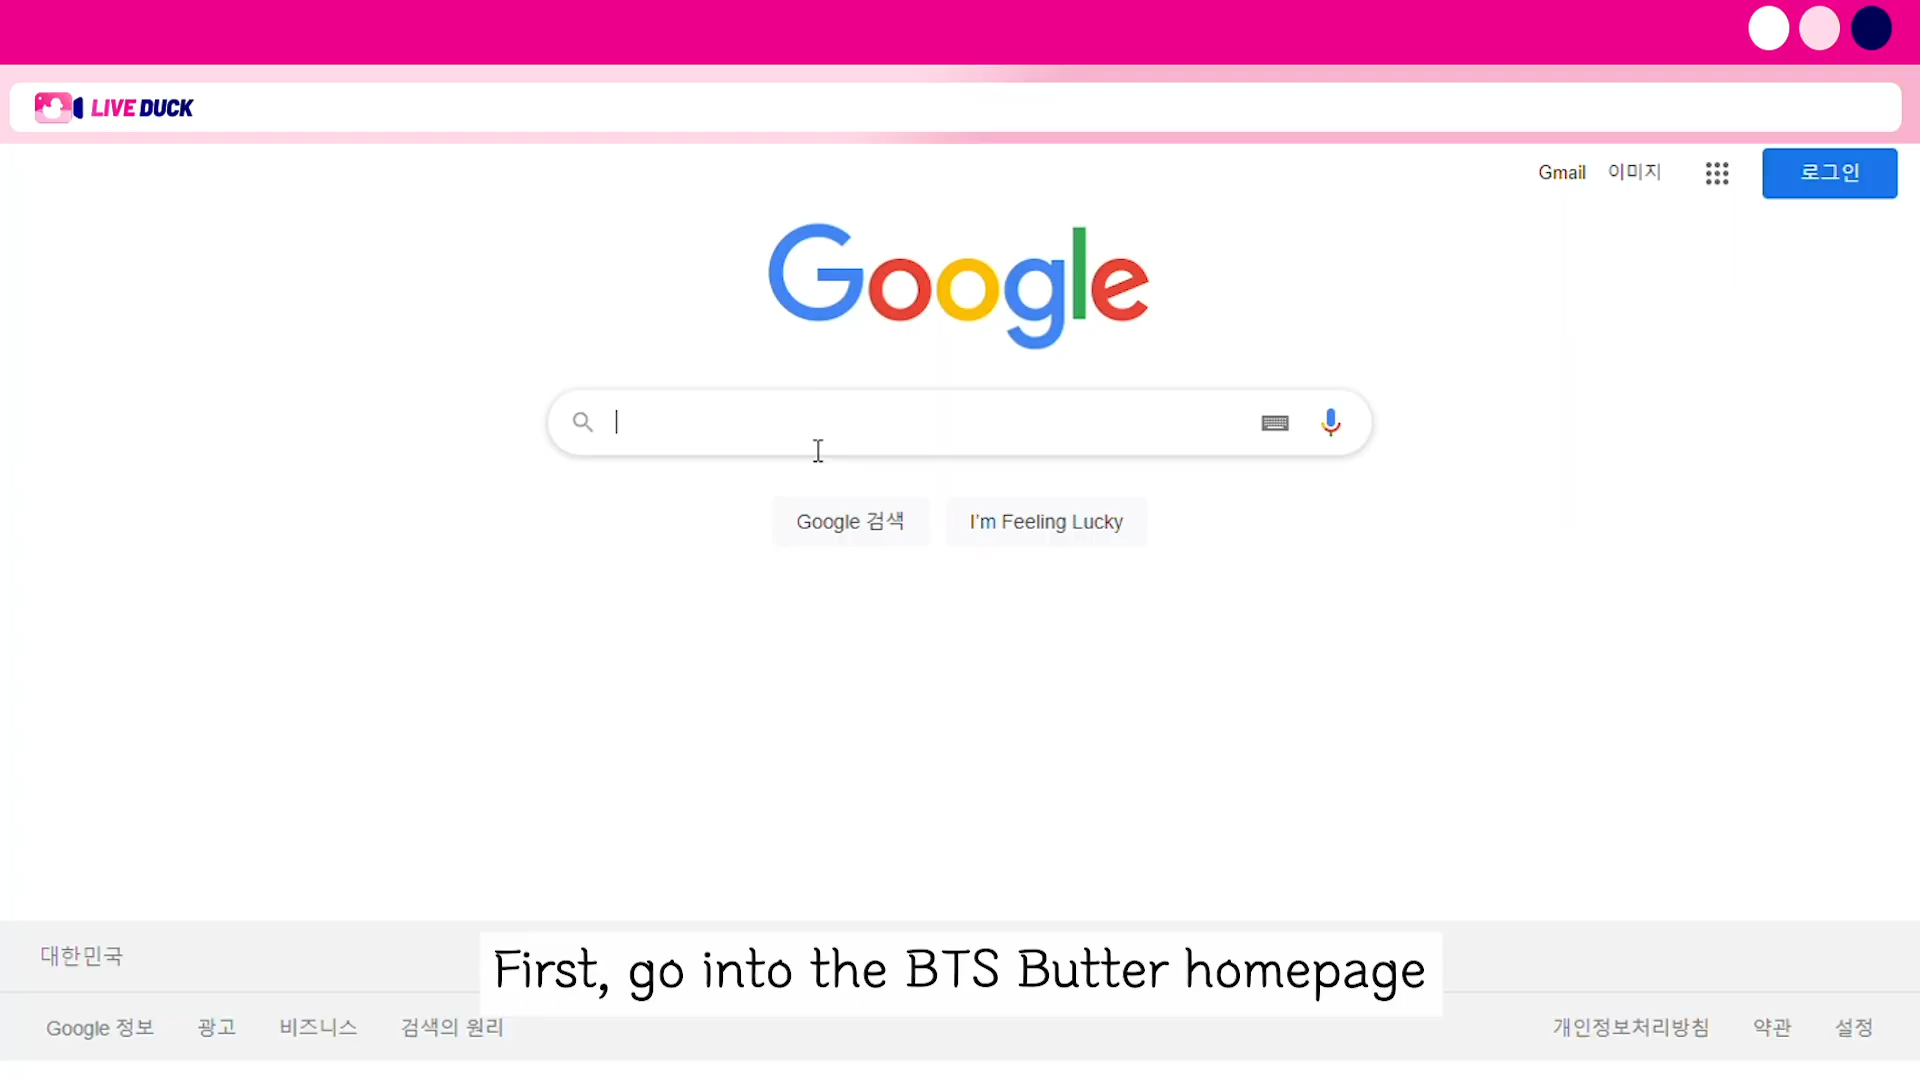 LIVE DUCK
Gmail 이미지 로그인
Google
Google 검색 I'm Feeling Lucky
대한민국
First, go into the BTS Butter homepage
Google 정보 광고 비즈니스 검색의 원리 개인정보처리방침 약관 설정